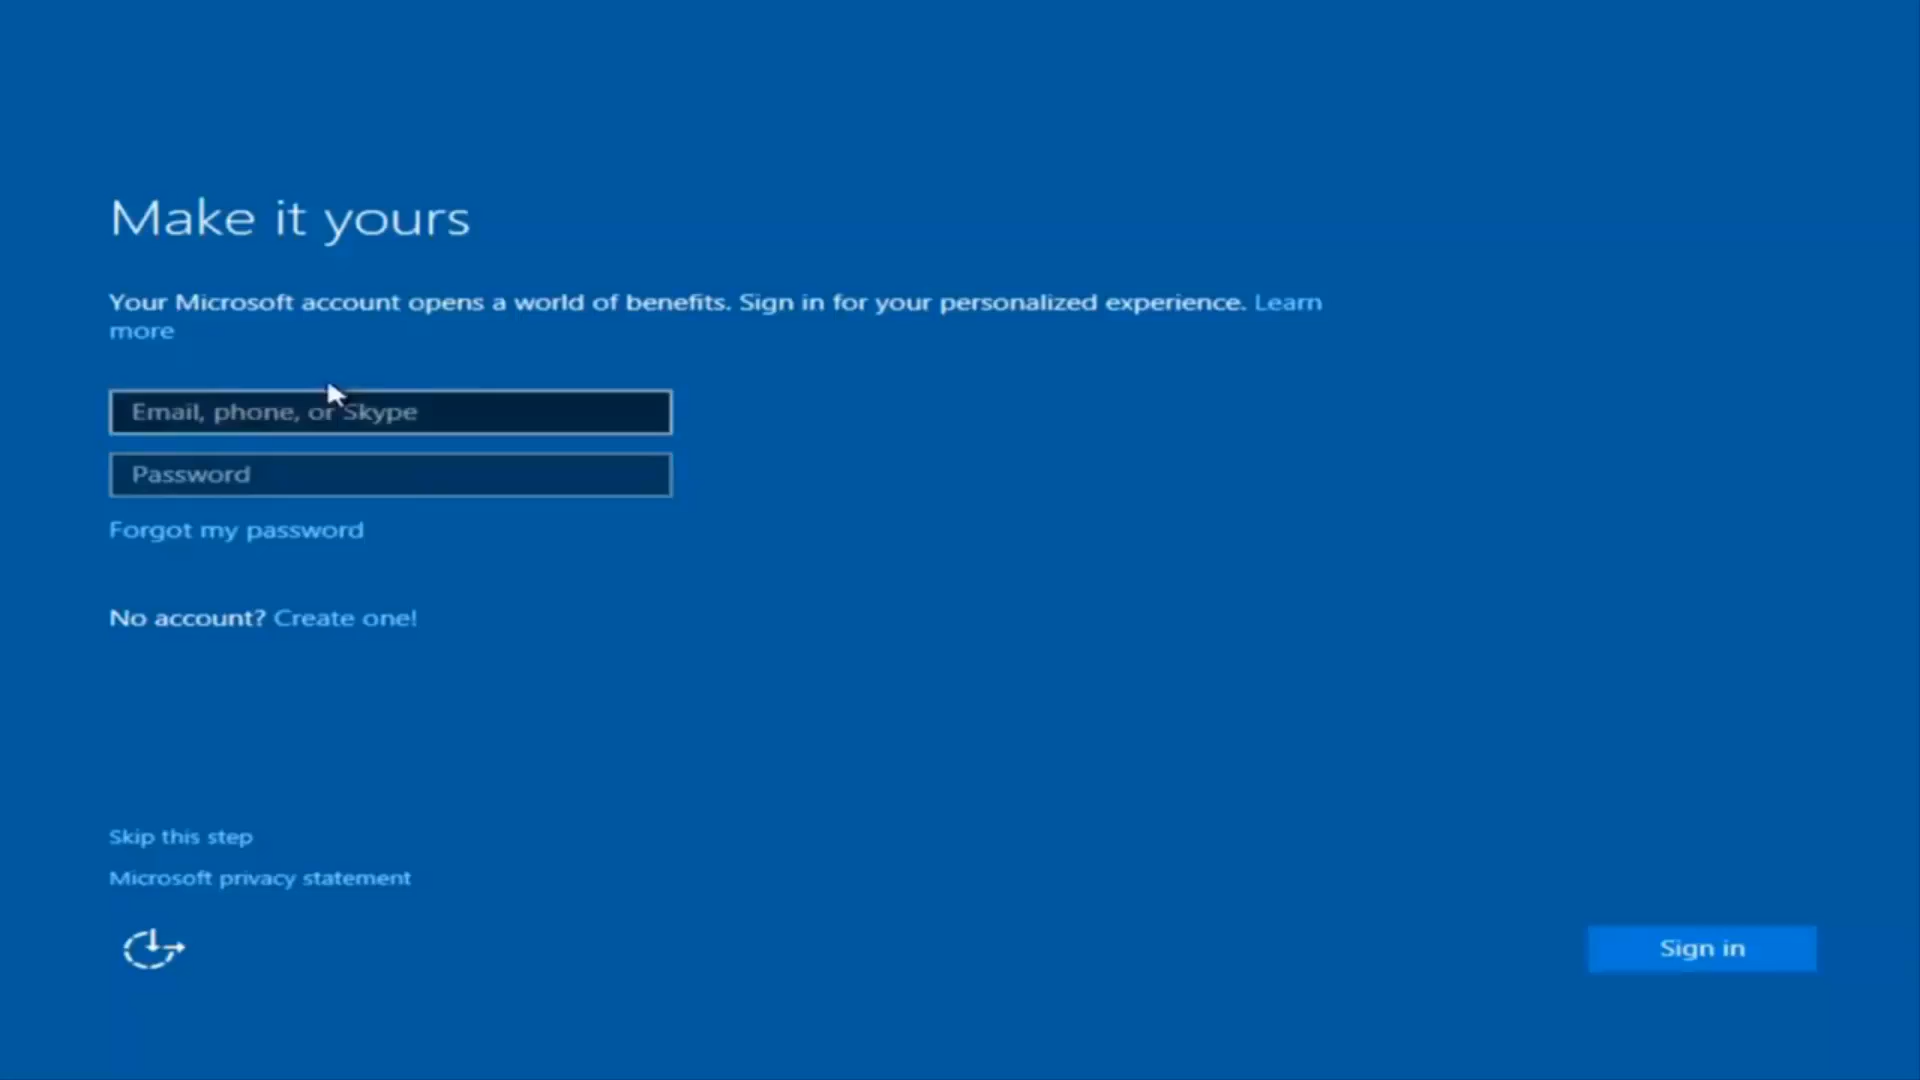 Make it yours
Your Microsoft account opens a world of benefits. Sign in for your personalized experience. Learn
more
Email, phone, or Skype
Password
Forgot my password
No account? Create one!
Skip this step
Microsoft privacy statement
Sign in